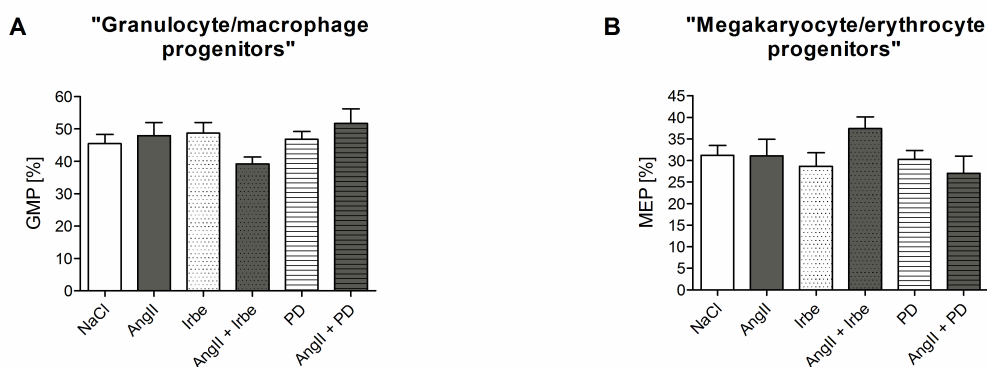 A
"Granulocyte/macrophage
progenitors"
GMP [%]
60
50
40
30
20
10
0
NaCl
AngII
Irbe
AngII + Irbe
PD
AngII + PD
B
"Megakaryocyte/erythrocyte
progenitors"
MEP [%]
45
40
35
30
25
20
15
10
5
0
NaCl
AngII
Irbe
AngII + Irbe
PD
AngII + PD